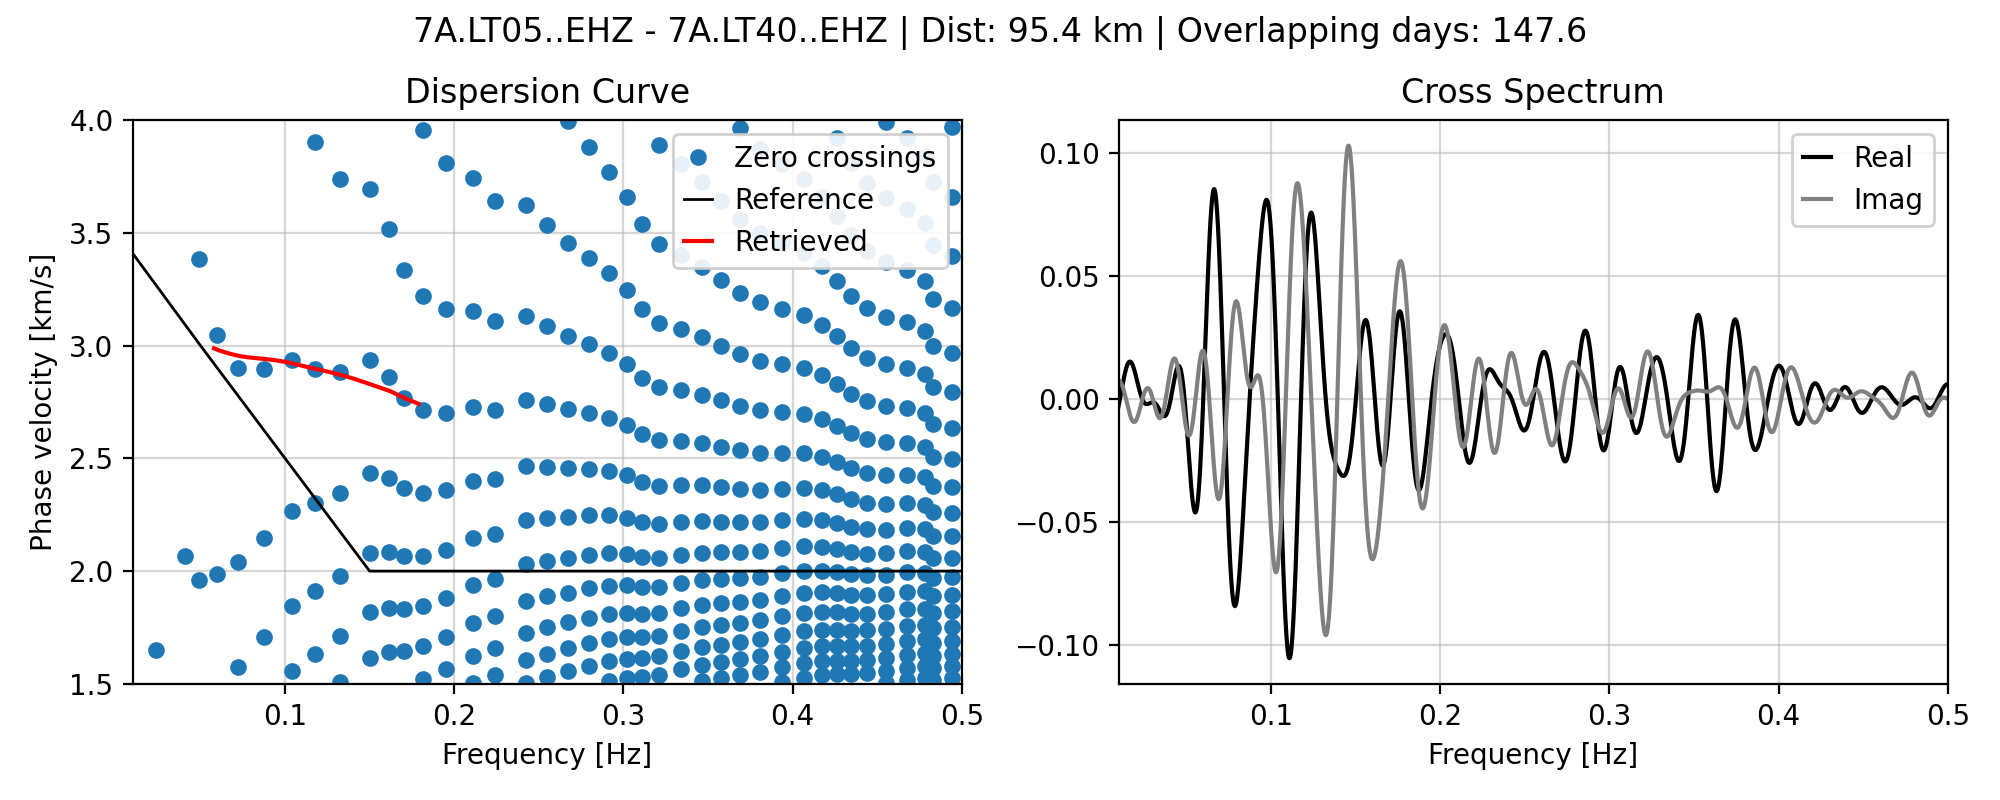 7A.LT05..EHZ - 7A.LT40..EHZ | Dist: 95.4 km | Overlapping days: 147.6
Dispersion Curve
4.0
3.5
3.0
2.5
2.0
1.5
Phase velocity [km/s]
0.1
0.2
0.3
0.4
0.5
Frequency [Hz]
Zero crossings
Reference
Retrieved
Cross Spectrum
0.10
0.05
0.00
−0.05
−0.10
0.1
0.2
0.3
0.4
0.5
Frequency [Hz]
Real
Imag